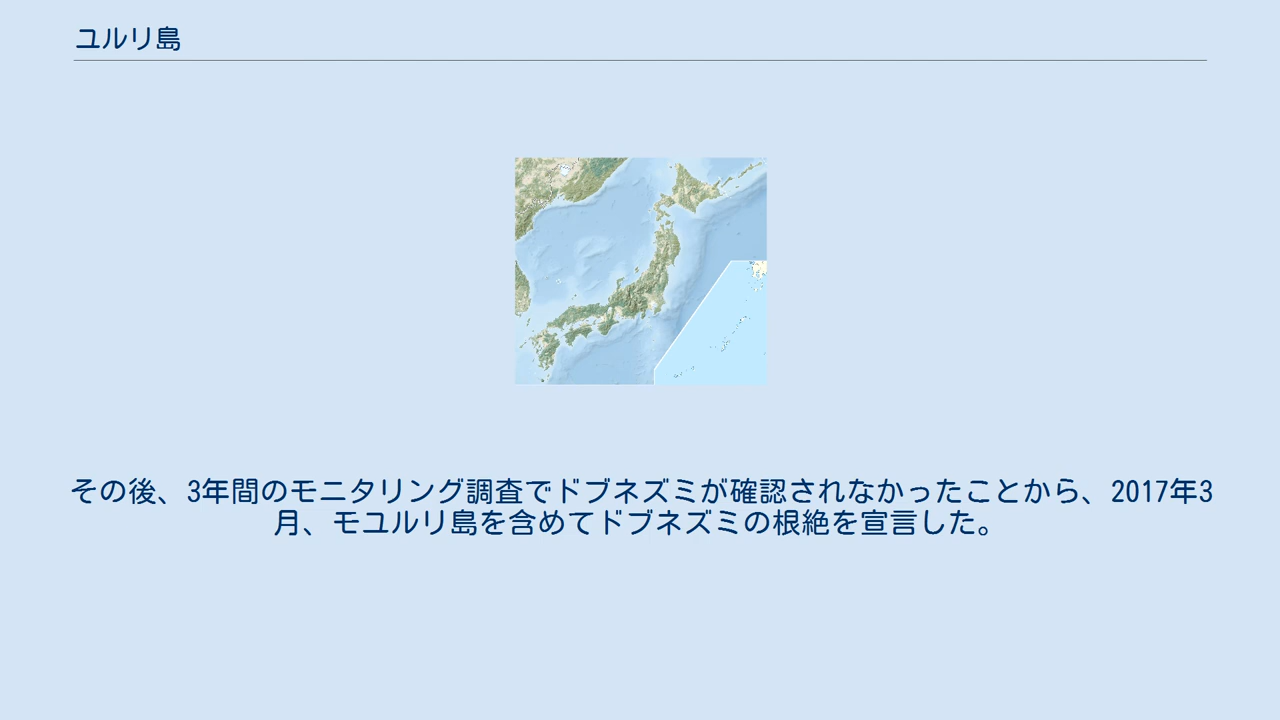 ユルリ島
その後、3年間のモニタリング調査でドブネズミが確認されなかったことから、2017年3
月、モユルリ島を含めてドブネズミの根絶を宣言した。